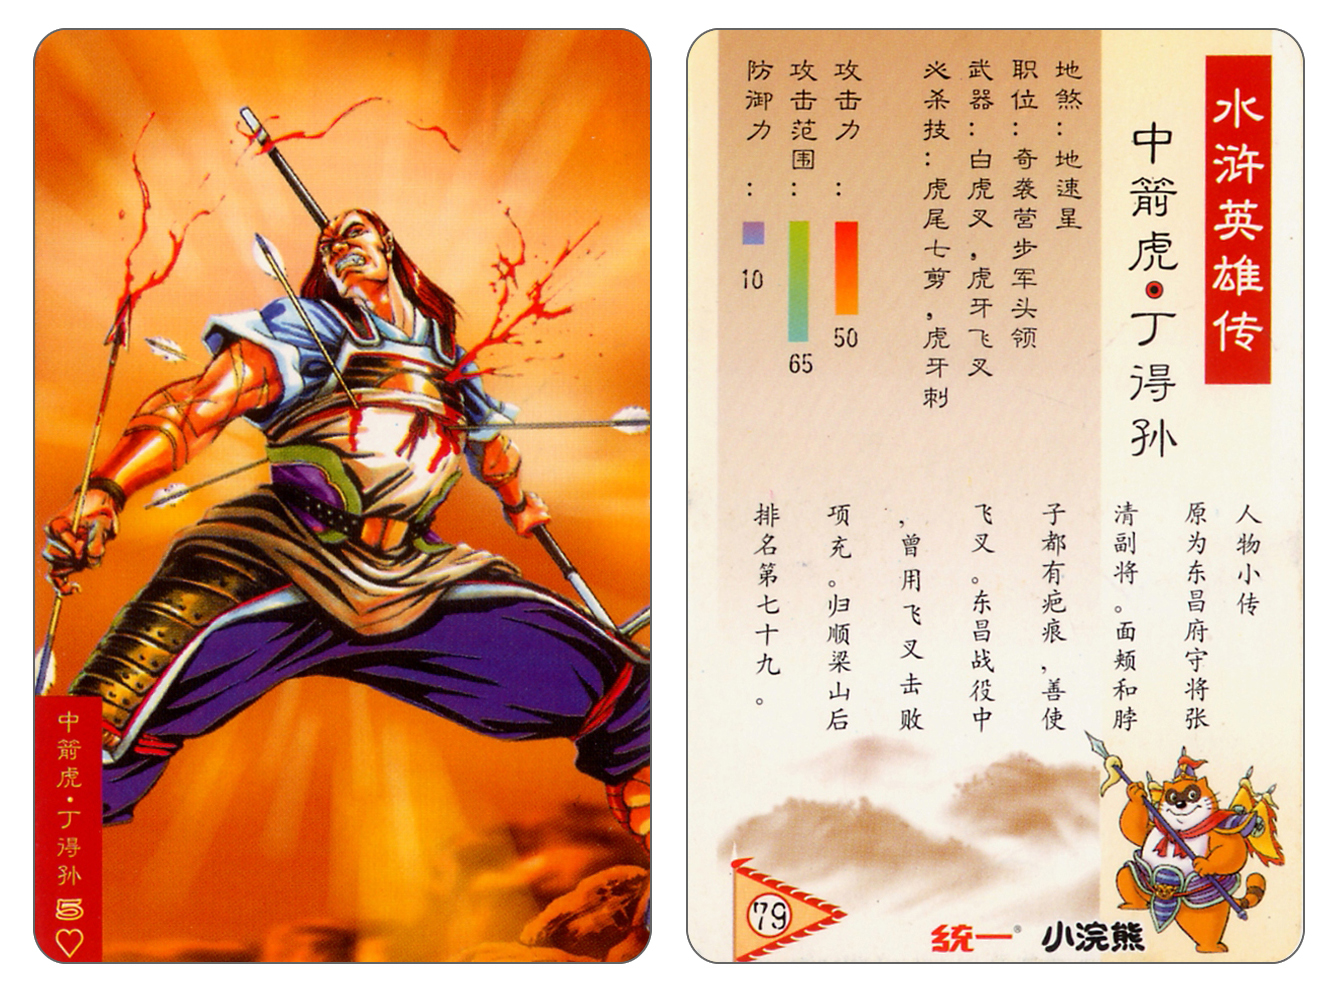 中箭虎·丁得孙
5
水浒英雄传
中箭虎·丁得孙
地煞：地速星
职位：奇袭营步军头领
武器：白虎叉，虎牙飞叉
必杀技：虎尾七剪，虎牙刺
攻击力：
50
攻击范围：
65
防御力：
10
人物小传
原为东昌府守将张
清副将。面颊和脖
子都有疤痕，善使
飞叉。东昌战役中
，曾用飞叉击败
项充。归顺梁山后
排名第七十九。
79
统一®
小浣熊